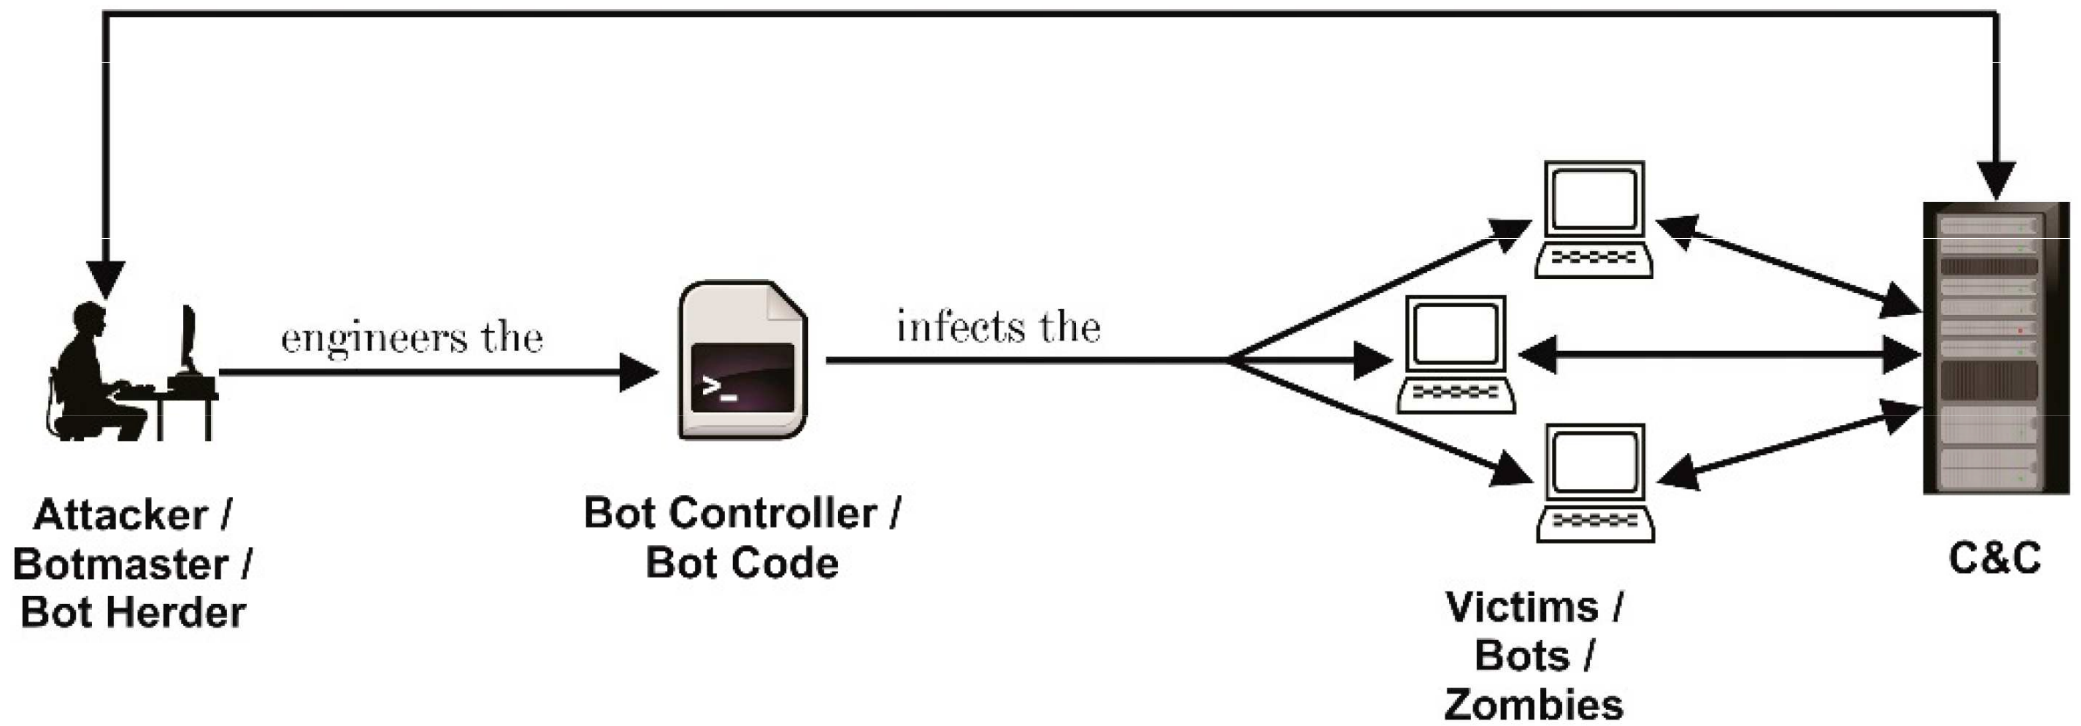 engineers the
infects the
>_
Attacker /
Botmaster /
Bot Herder
Bot Controller /
Bot Code
Victims /
Bots /
Zombies
C&C